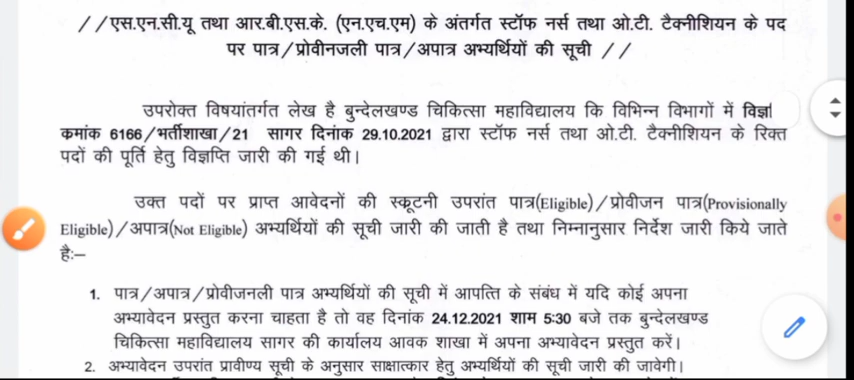 //एस.एन.सी.यू तथा आर.बी.एस.के. (एन.एच.एम) के अंतर्गत स्टॉफ नर्स तथा ओ.टी. टैक्नीशियन के पद
पर पात्र/प्रोवीनजली पात्र/अपात्र अभ्यर्थियों की सूची //
उपरोक्त विषयांतर्गत लेख है बुन्देलखण्ड चिकित्सा महाविद्यालय कि विभिन्न विभागों में
कमांक 6166/भर्तीशाखा/21 सागर दिनांक 29.10.2021 द्वारा स्टॉफ नर्स तथा ओ.टी. टैक्नीशियन के रिक्त
पदों की पूर्ति हेतु विज्ञप्ति जारी की गई थी।
उक्त पदों पर प्राप्त आवेदनों की स्कूटनी उपरांत पात्र(Eligible)/प्रोवीजन पात्र(Provisionally
Eligible)/अपात्र(Not Eligible) अभ्यर्थियों की सूची जारी की जाती है तथा निम्नानुसार निर्देश जारी किये जाते
है:–
1. पात्र/अपात्र/प्रोवीजनली पात्र अभ्यर्थियों की सूची में आपत्ति के संबंध में यदि कोई अपना
अभ्यावेदन प्रस्तुत करना चाहता है तो वह दिनांक 24.12.2021 शाम 5:30 बजे तक बुन्देलखण्ड
चिकित्सा महाविद्यालय सागर की कार्यालय आवक शाखा में अपना अभ्यावेदन प्रस्तुत करें।
2. अभ्यावेदन उपरांत प्रावीण्य सूची के अनुसार साक्षात्कार हेतु अभ्यर्थियों की सूची जारी की जावेगी।